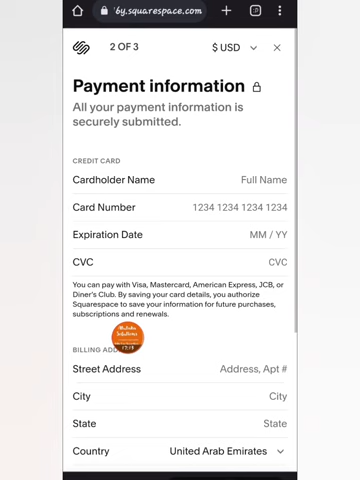 6y.squarespace.com
2 OF 3
$ USD
Payment information
All your payment information is
securely submitted.
CREDIT CARD
Cardholder Name Full Name
Card Number 1234 1234 1234 1234
Expiration Date MM / YY
CVC CVC
You can pay with Visa, Mastercard, American Express, JCB, or
Diner's Club. By saving your card details, you authorize
Squarespace to save your information for future purchases,
subscriptions and renewals.
Solutions
BILLING ADD
Street Address Address, Apt #
City City
State State
Country United Arab Emirates